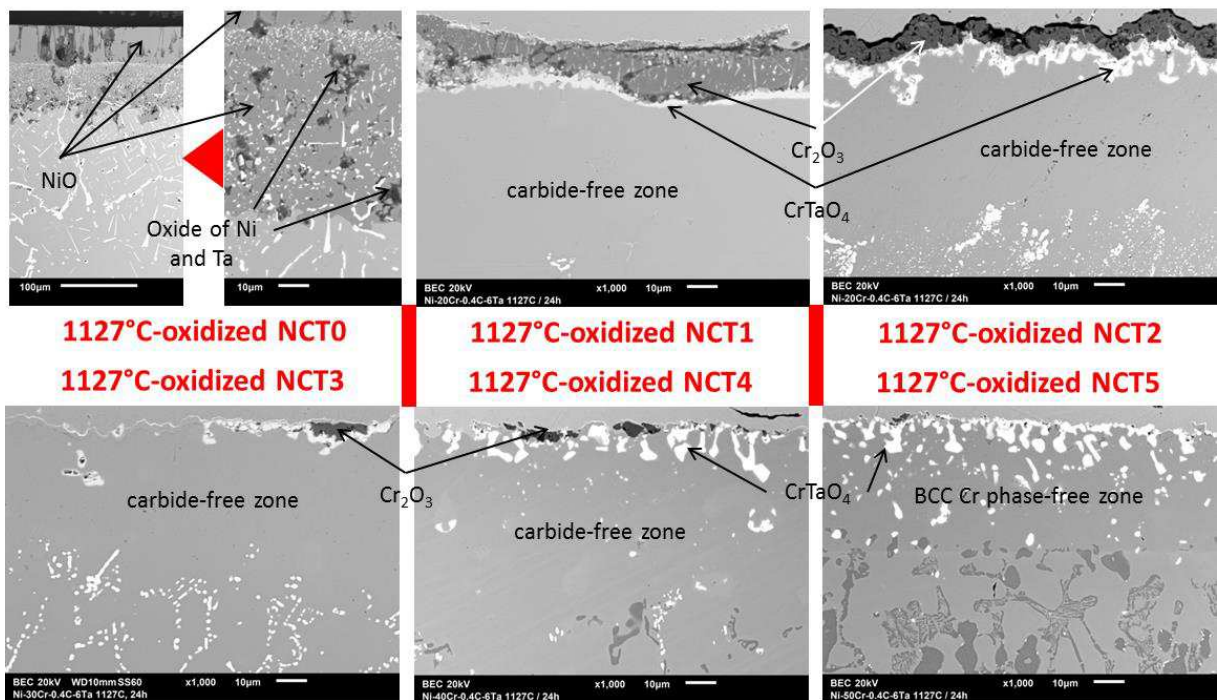 NiO
Oxide of Ni
and Ta
100µm
10µm
carbide-free zone
BEC 20kV x1,000 10µm
Ni-20Cr-0.4C-6Ta 1127C / 24h
Cr2O3
CrTaO4
carbide-free zone
BEC 20kV x1,000 10µm
Ni-20Cr-0.4C-6Ta 1127C / 24h
1127°C-oxidized NCT0
1127°C-oxidized NCT1
1127°C-oxidized NCT2
1127°C-oxidized NCT3
1127°C-oxidized NCT4
1127°C-oxidized NCT5
carbide-free zone
BEC 20kV WD10mm SS60 x1,000 10µm
Ni-30Cr-0.4C-6Ta 1127C, 24h
Cr2O3
carbide-free zone
BEC 20kV x1,000 10µm
Ni-40Cr-0.4C-6Ta 1127C, 24h
CrTaO4
BCC Cr phase-free zone
BEC 20kV x1,000 10µm
Ni-50Cr-0.4C-6Ta 1127C, 24h